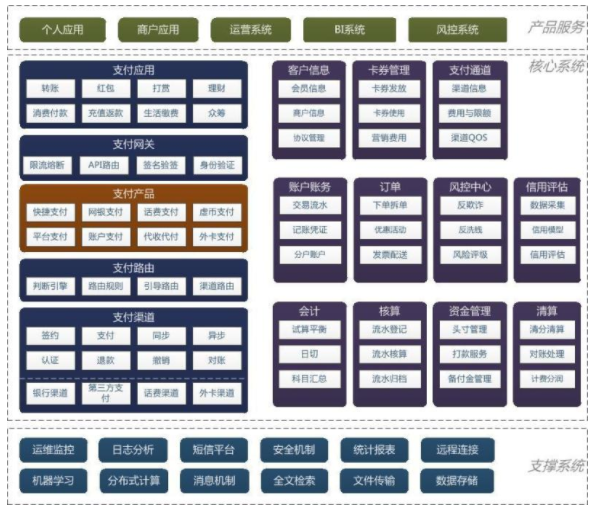 个人应用 商户应用 运营系统 BI系统 风控系统 产品服务
核心系统
支付应用
转账 红包 打赏 理财
消费付款 充值返款 生活缴费 众筹
支付网关
限流熔断 API路由 签名验签 身份验证
支付产品
快捷支付 网银支付 话费支付 虚币支付
平台支付 账户支付 代收代付 外卡支付
支付路由
判断引擎 路由规则 引导路由 渠道路由
支付渠道
签约 支付 同步 异步
认证 退款 撤销 对账
银行渠道 第三方支付 话费渠道 外卡渠道
客户信息 卡券管理 支付通道
会员信息 卡券发放 渠道信息
商户信息 卡券使用 费用与限额
协议管理 营销费用 渠道QOS
账户账务 订单 风控中心 信用评估
交易流水 下单拆单 反欺诈 数据采集
记账凭证 优惠活动 反洗线 信用模型
分户账户 发票配送 风险评级 信用评估
会计 核算 资金管理 清算
试算平衡 流水登记 头寸管理 清分清算
日切 流水核算 打款服务 对账处理
科目汇总 流水归档 备付金管理 计费分润
运维监控 日志分析 短信平台 安全机制 统计报表 远程连接
支撑系统
机器学习 分布式计算 消息机制 全文检索 文件传输 数据存储